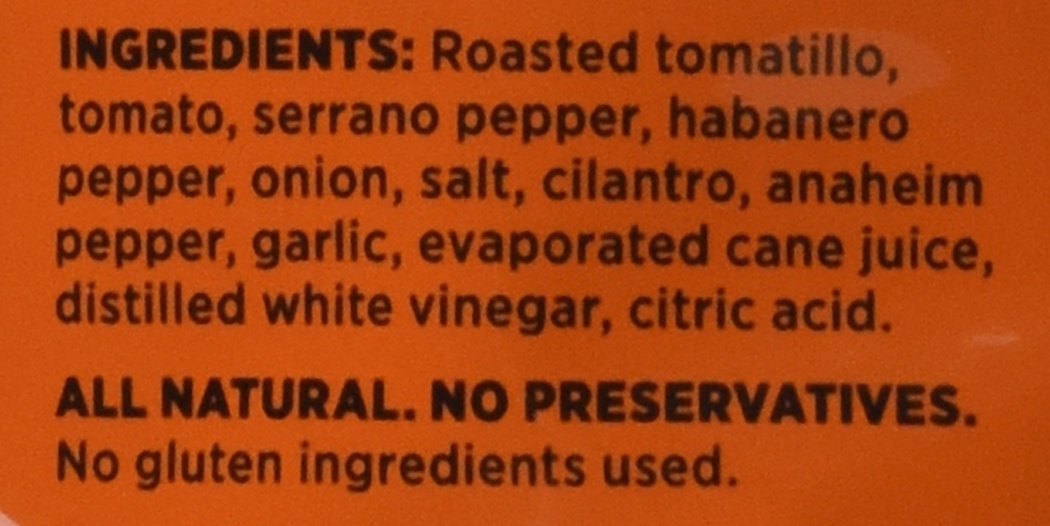 INGREDIENTS: Roasted tomatillo,
tomato, serrano pepper, habanero
pepper, onion, salt, cilantro, anaheim
pepper, garlic, evaporated cane juice,
distilled white vinegar, citric acid.
ALL NATURAL. NO PRESERVATIVES.
No gluten ingredients used.